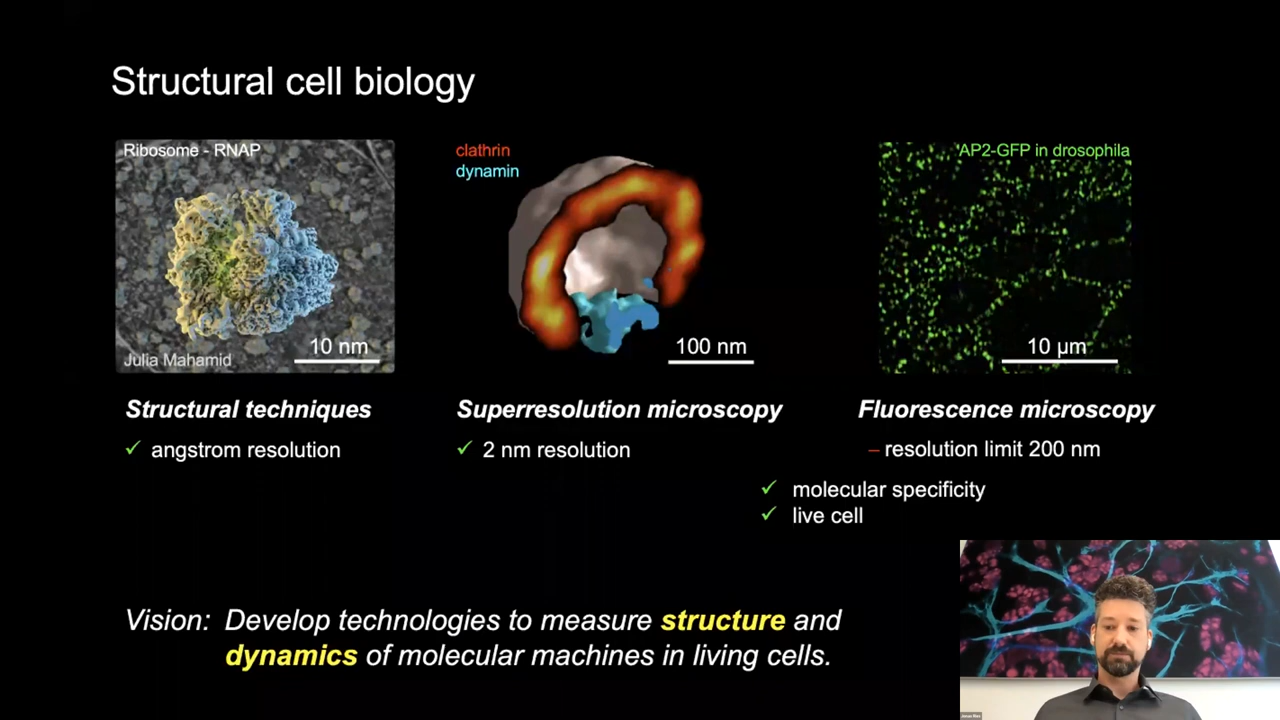 Structural cell biology
Ribosome - RNAP
Julia Mahamid
10 nm
clathrin
dynamin
100 nm
AP2-GFP in drosophila
10 µm
Structural techniques
✓ angstrom resolution
Superresolution microscopy
✓ 2 nm resolution
Fluorescence microscopy
– resolution limit 200 nm
✓ molecular specificity
✓ live cell
Vision: Develop technologies to measure structure and
dynamics of molecular machines in living cells.